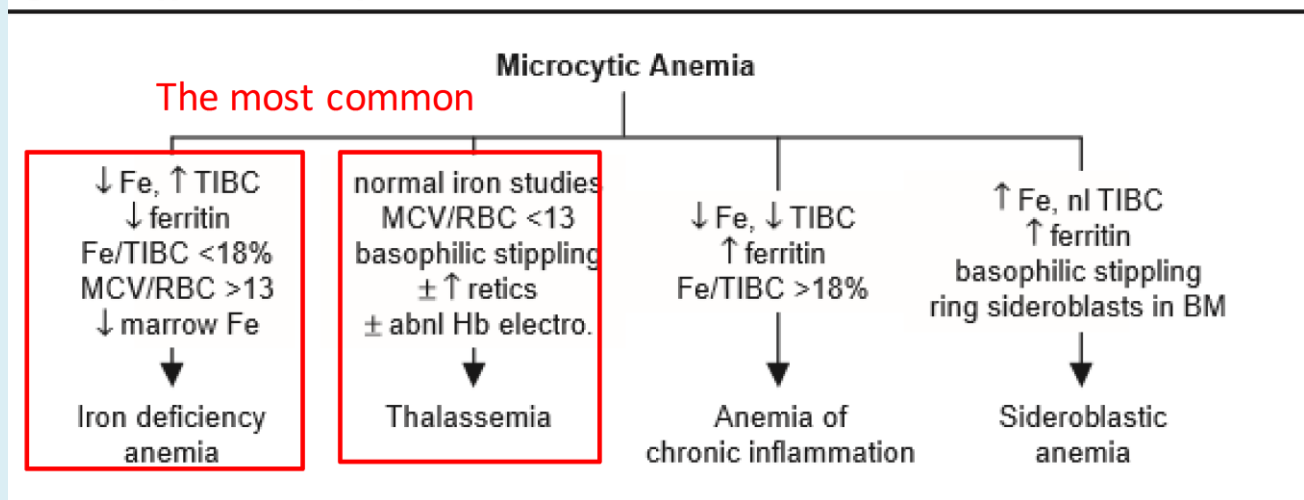 Microcytic Anemia
The most common
↓ Fe, ↑ TIBC
↓ ferritin
Fe/TIBC <18%
MCV/RBC >13
↓ marrow Fe
Iron deficiency
anemia
normal iron studies
MCV/RBC <13
basophilic stippling
± ↑ retics
± abnl Hb electro.
Thalassemia
↓ Fe, ↓ TIBC
↑ ferritin
Fe/TIBC >18%
Anemia of
chronic inflammation
↑ Fe, nl TIBC
↑ ferritin
basophilic stippling
ring sideroblasts in BM
Sideroblastic
anemia